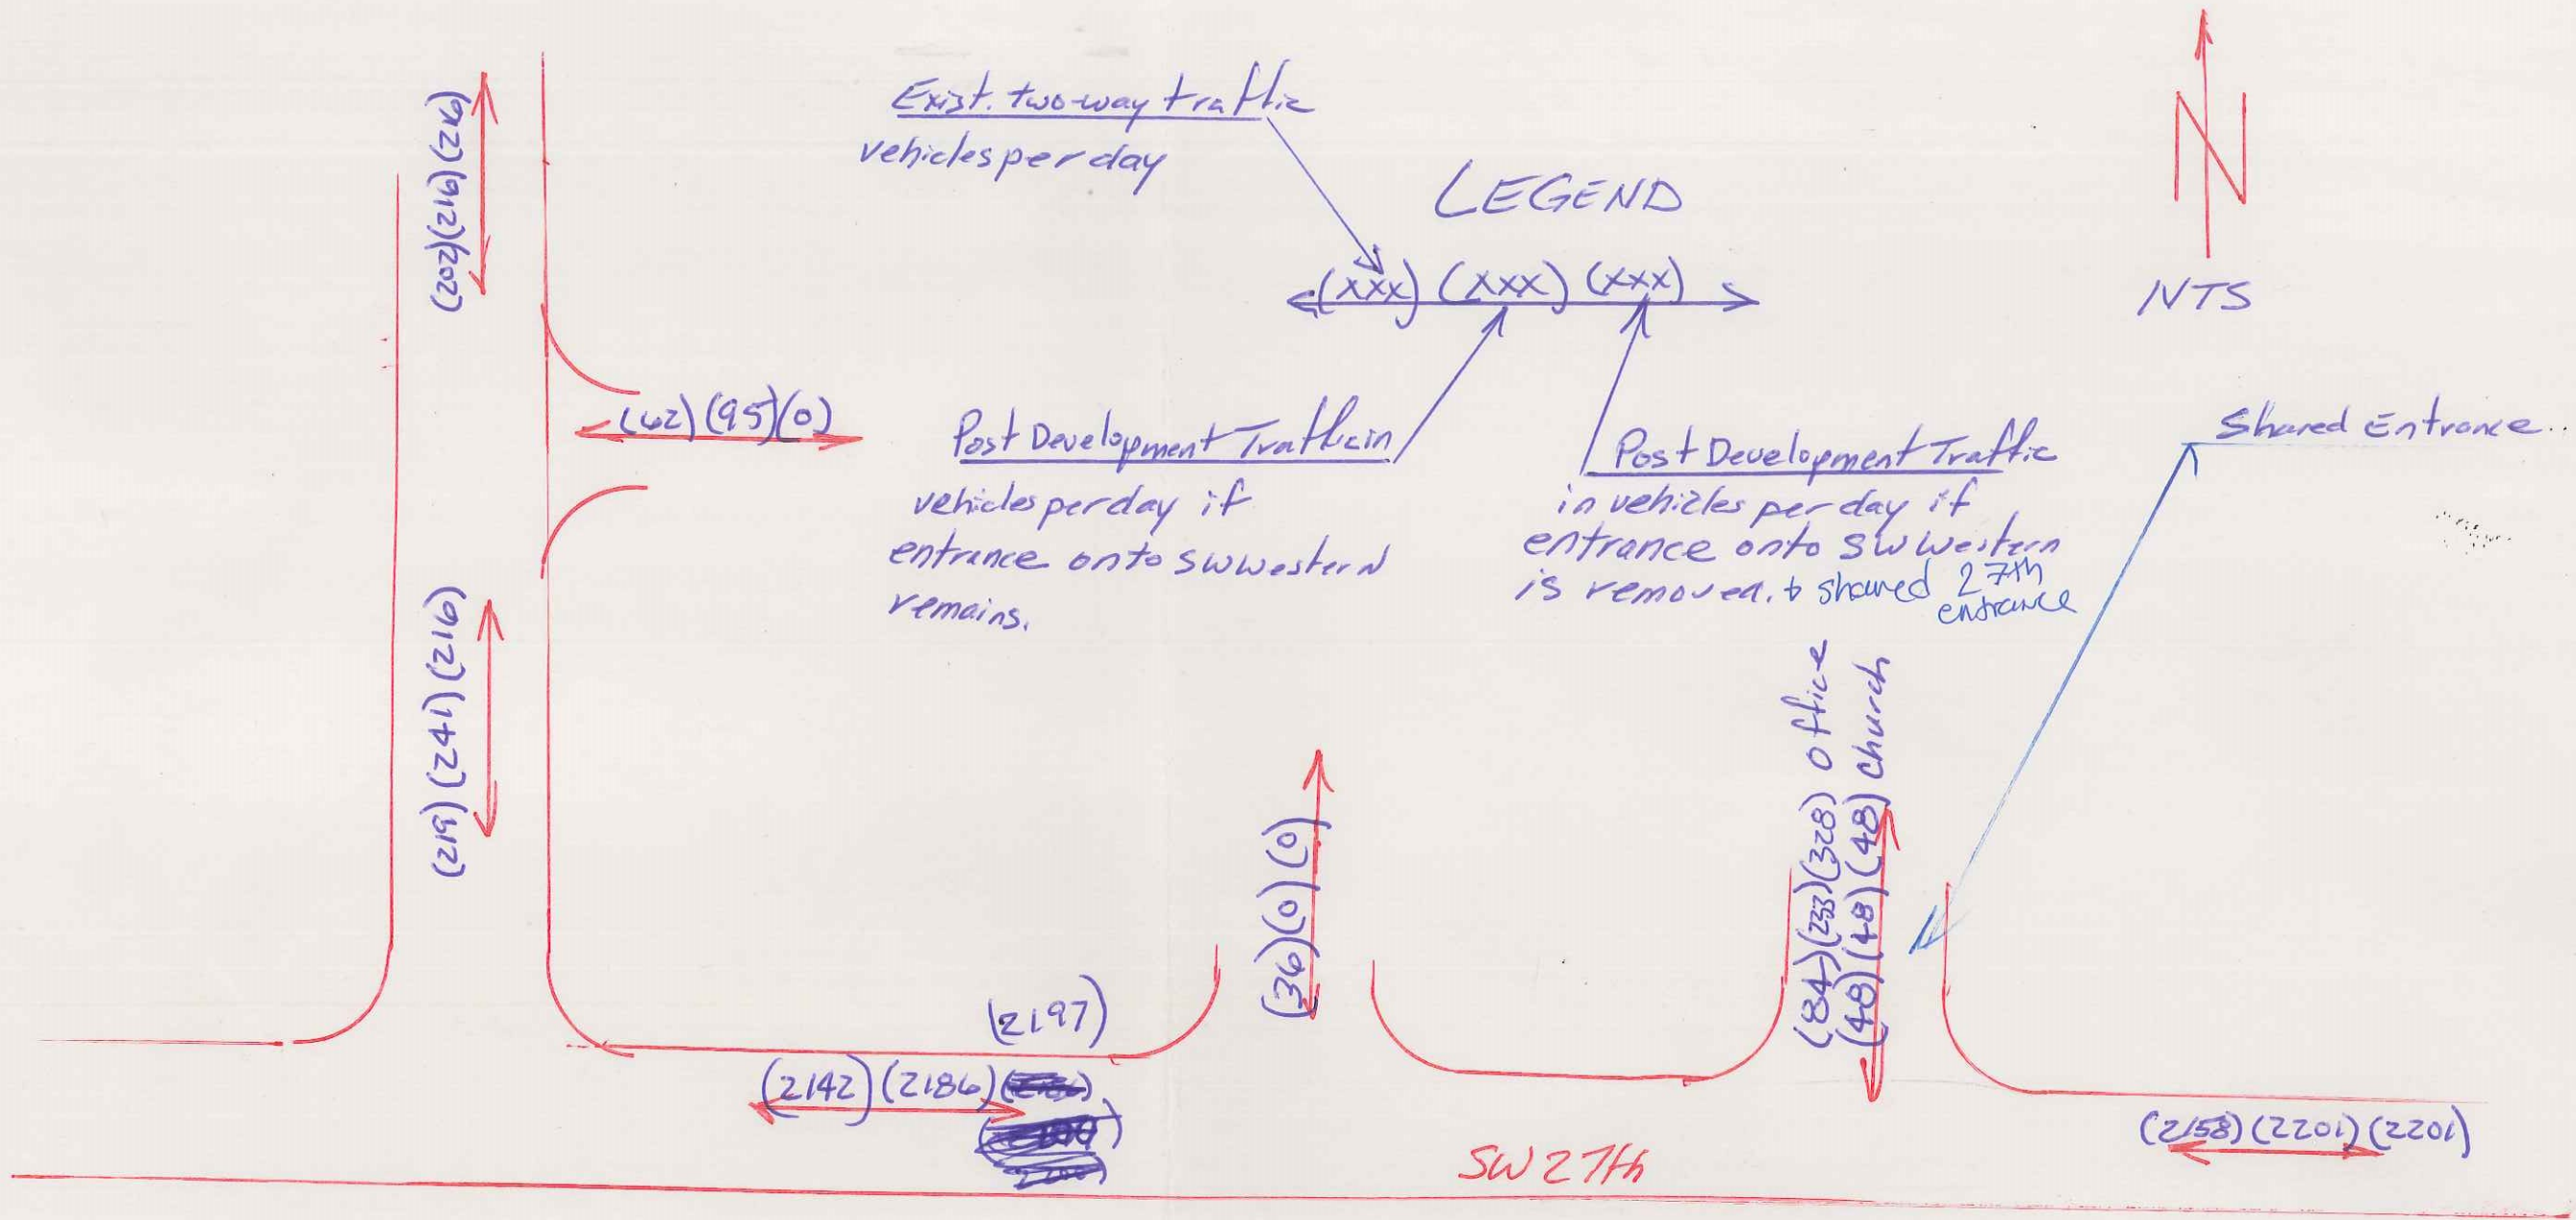 Exist. two-way traffic
vehicles per day
LEGEND
(xxx) (xxx) (xxx)
N
NTS
(202)(216)(216)
(62)(95)(0)
Post Development Traffic in
vehicles per day if
entrance onto SW Western
remains.
Post Development Traffic
in vehicles per day if
entrance onto SW Western
is removed. & shared 27th
entrance
Shared Entrance
(219)(241)(216)
(36)(0)(0)
(84)(233)(328) Office
(48)(48)(48) church
(2197)
(2142)(2186)
(2158)(2201)(2201)
SW 27th